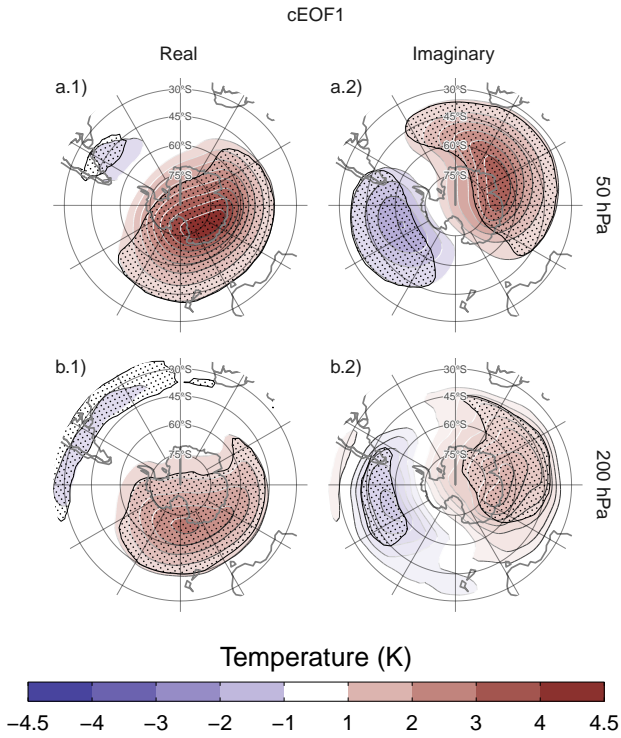 cEOF1
Real Imaginary
a.1) a.2)
30°S 30°S
45°S 45°S
60°S 60°S
75°S 75°S
50 hPa
b.1) b.2)
30°S 30°S
45°S 45°S
60°S 60°S
75°S 75°S
200 hPa
Temperature (K)
−4.5 −4 −3 −2 −1 1 2 3 4 4.5